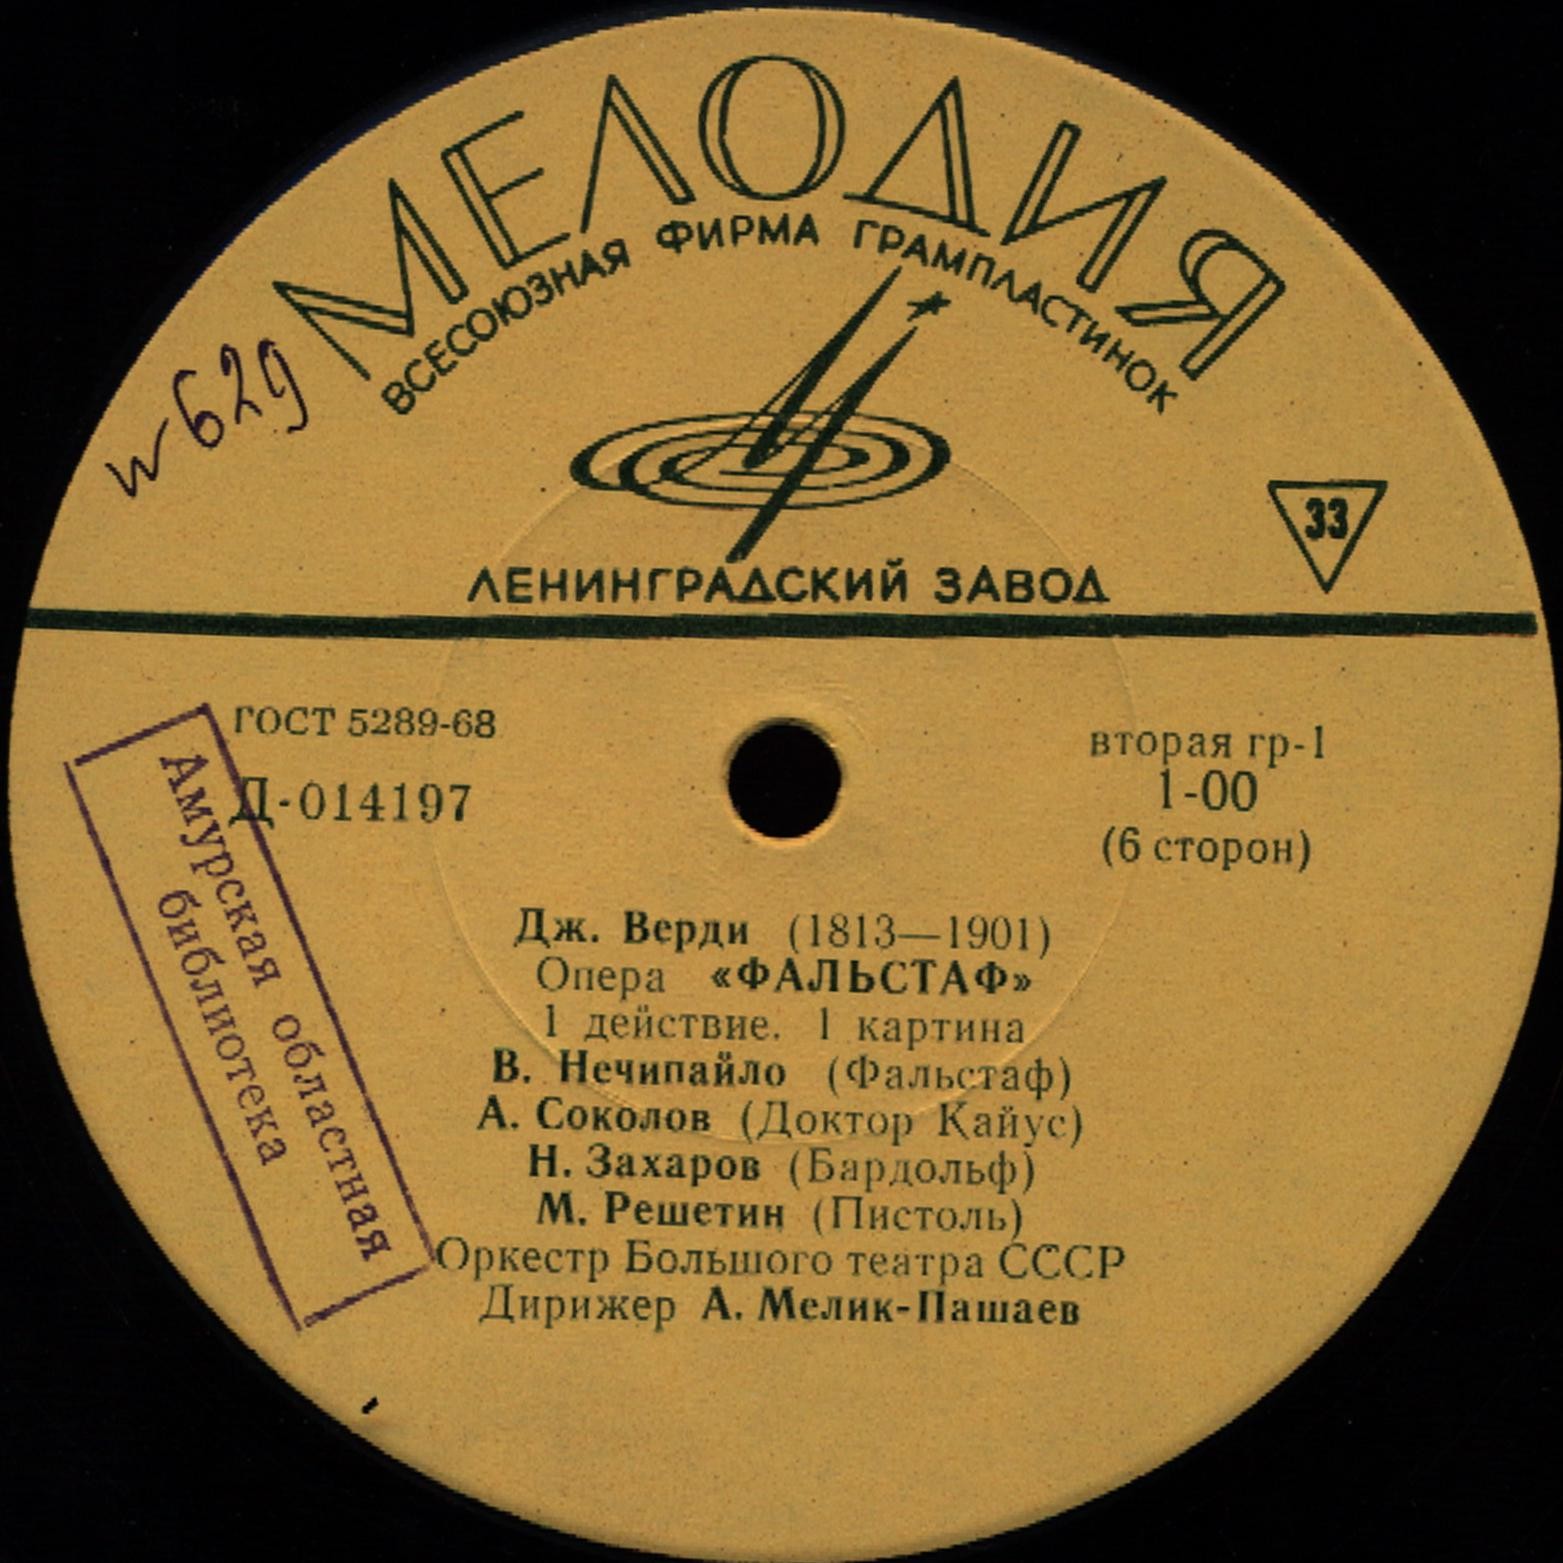 МЕЛОДИЯ
ВСЕСОЮЗНАЯ ФИРМА ГРАМПЛАСТИНОК
629
33
ЛЕНИНГРАДСКИЙ ЗАВОД
ГОСТ 5289-68
Д-014197
вторая гр-1
1-00
(6 сторон)
Амурская областная
библиотека
Дж. Верди (1813—1901)
Опера «ФАЛЬСТАФ»
1 действие. 1 картина
В. Нечипайло (Фальстаф)
А. Соколов (Доктор Кайус)
Н. Захаров (Бардольф)
М. Решетин (Пистоль)
Оркестр Большого театра СССР
Дирижер А. Мелик-Пашаев